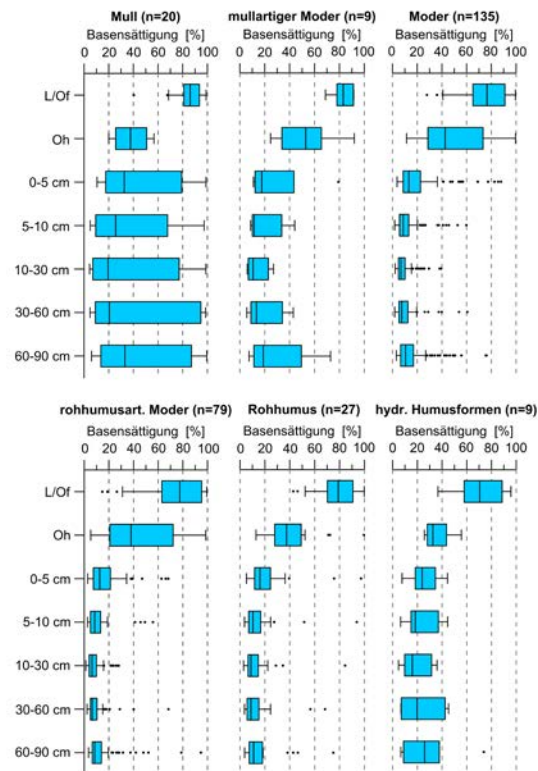 Mull (n=20) mullartiger Moder (n=9) Moder (n=135)
Basensättigung [%] Basensättigung [%] Basensättigung [%]
0 20 40 60 80 100 0 20 40 60 80 100 0 20 40 60 80 100
L/Of
Oh
0-5 cm
5-10 cm
10-30 cm
30-60 cm
60-90 cm
rohhumusart. Moder (n=79) Rohhumus (n=27) hydr. Humusformen (n=9)
Basensättigung [%] Basensättigung [%] Basensättigung [%]
0 20 40 60 80 100 0 20 40 60 80 100 0 20 40 60 80 100
L/Of
Oh
0-5 cm
5-10 cm
10-30 cm
30-60 cm
60-90 cm